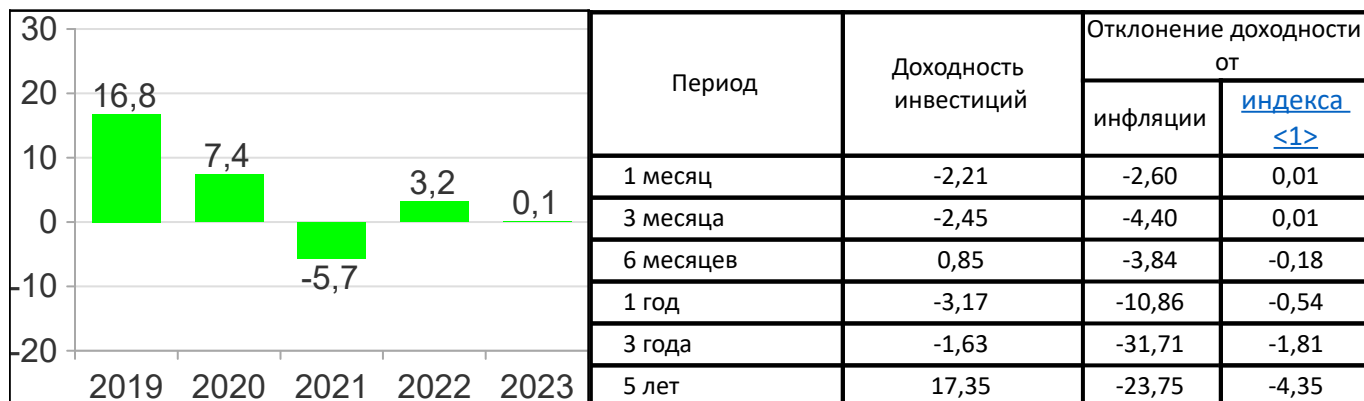 30
20
10
0
-10
-20
16,8
7,4
-5,7
3,2
0,1
2019 2020 2021 2022 2023
Период
Доходность
инвестиций
Отклонение доходности
от
инфляции
индекса
<1>
1 месяц -2,21 -2,60 0,01
3 месяца -2,45 -4,40 0,01
6 месяцев 0,85 -3,84 -0,18
1 год -3,17 -10,86 -0,54
3 года -1,63 -31,71 -1,81
5 лет 17,35 -23,75 -4,35